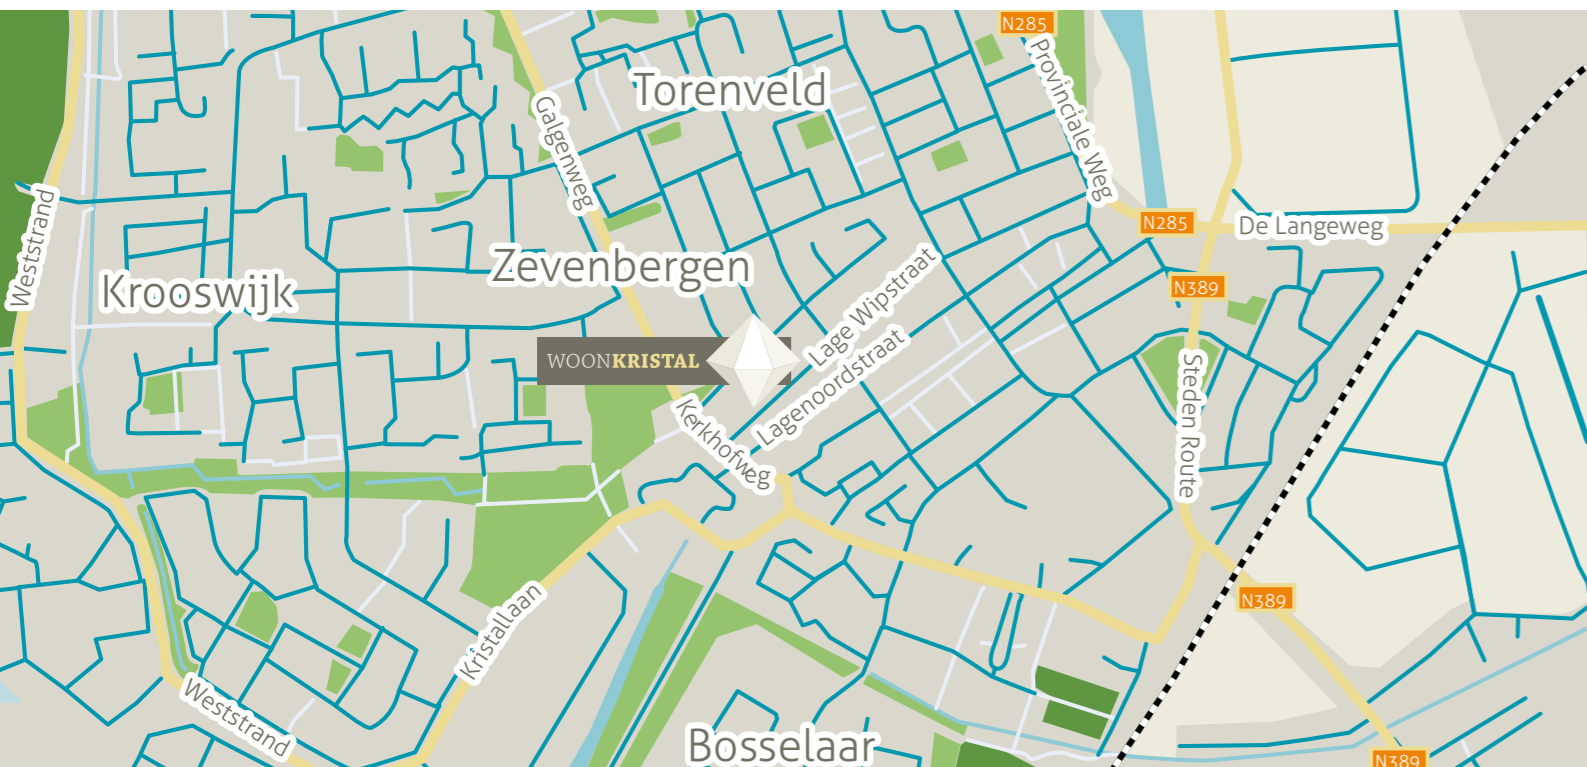 N285
Provinciale Weg
Torenveld
Galgenweg
Weststrand
N285
De Langeweg
Zevenbergen
Krooswijk
N389
Lage Wipstraat
Lagenoordstraat
WOONKRISTAL
Steden Route
Kerkhofweg
Kristallaan
N389
Weststrand
Bosselaar
N389